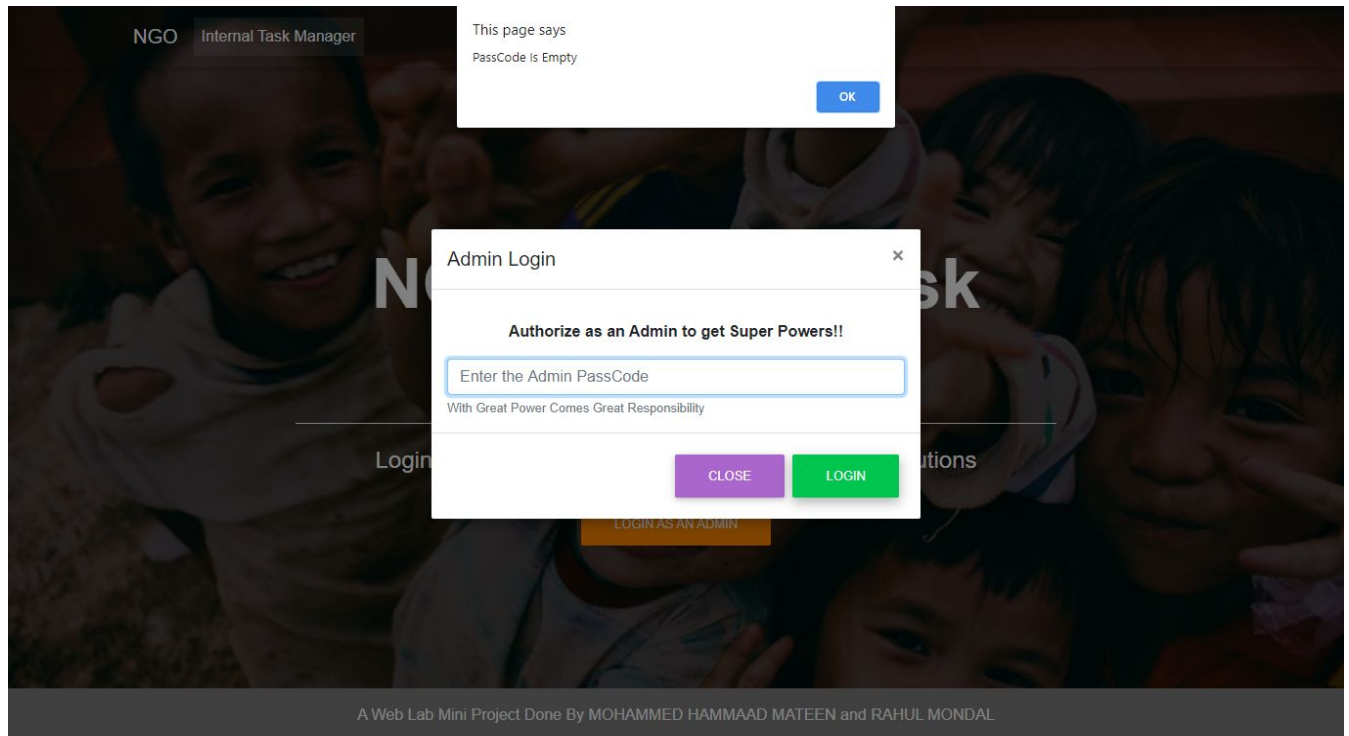 NGO Internal Task Manager
This page says
PassCode Is Empty
OK
Admin Login ×
N sk
Authorize as an Admin to get Super Powers!!
Enter the Admin PassCode
With Great Power Comes Great Responsibility
Login utions
CLOSE LOGIN
LOGIN AS AN ADMIN
A Web Lab Mini Project Done By MOHAMMED HAMMAAD MATEEN and RAHUL MONDAL